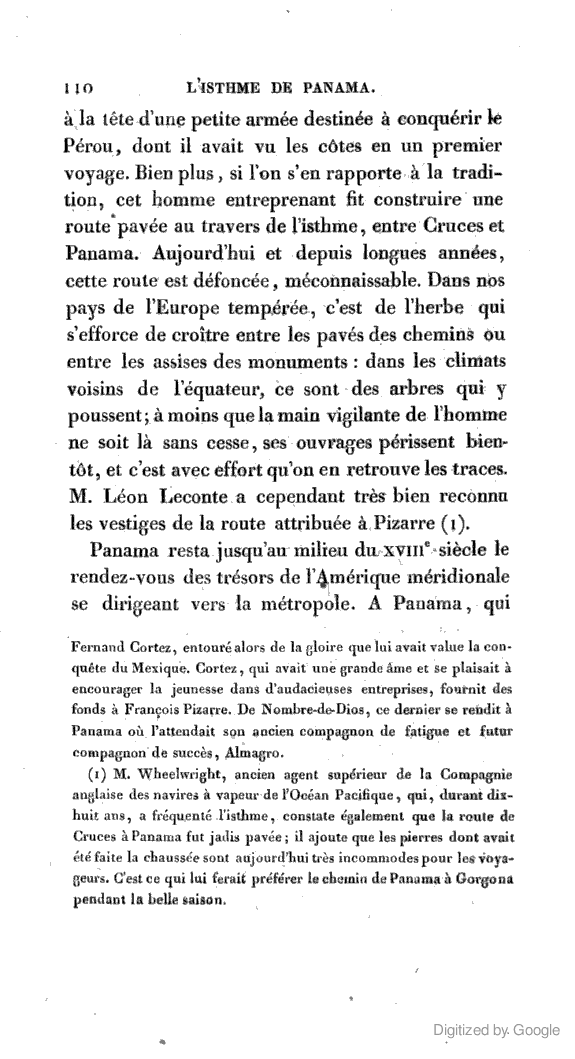 110 L'ISTHME DE PANAMA.
à la tête d'une petite armée destinée à conquérir le
Pérou, dont il avait vu les côtes en un premier
voyage. Bien plus, si l'on s'en rapporte à la tradi-
tion, cet homme entreprenant fit construire une
route pavée au travers de l'isthme, entre Cruces et
Panama. Aujourd'hui et depuis longues années,
cette route est défoncée, méconnaissable. Dans nos
pays de l'Europe tempérée, c'est de l'herbe qui
s'efforce de croître entre les pavés des chemins ou
entre les assises des monuments : dans les climats
voisins de l'équateur, ce sont des arbres qui y
poussent; à moins que la main vigilante de l'homme
ne soit là sans cesse, ses ouvrages périssent bien-
tôt, et c'est avec effort qu'on en retrouve les traces.
M. Léon Leconte a cependant très bien reconnu
les vestiges de la route attribuée à Pizarre (1).
Panama resta jusqu'au milieu du XVIIIe siècle le
rendez-vous des trésors de l'Amérique méridionale
se dirigeant vers la métropole. A Panama, qui
Fernand Cortez, entouré alors de la gloire que lui avait value la con-
quête du Mexique. Cortez, qui avait une grande âme et se plaisait à
encourager la jeunesse dans d'audacieuses entreprises, fournit des
fonds à François Pizarre. De Nombre-de-Dios, ce dernier se rendit à
Panama où l'attendait son ancien compagnon de fatigue et futur
compagnon de succès, Almagro.
(1) M. Wheelwright, ancien agent supérieur de la Compagnie
anglaise des navires à vapeur de l'Océan Pacifique, qui, durant dix-
huit ans, a fréquenté l'isthme, constate également que la route de
Cruces à Panama fut jadis pavée; il ajoute que les pierres dont avait
été faite la chaussée sont aujourd'hui très incommodes pour les voya-
geurs. C'est ce qui lui ferait préférer le chemin de Panama à Gorgona
pendant la belle saison.
Digitized by Google